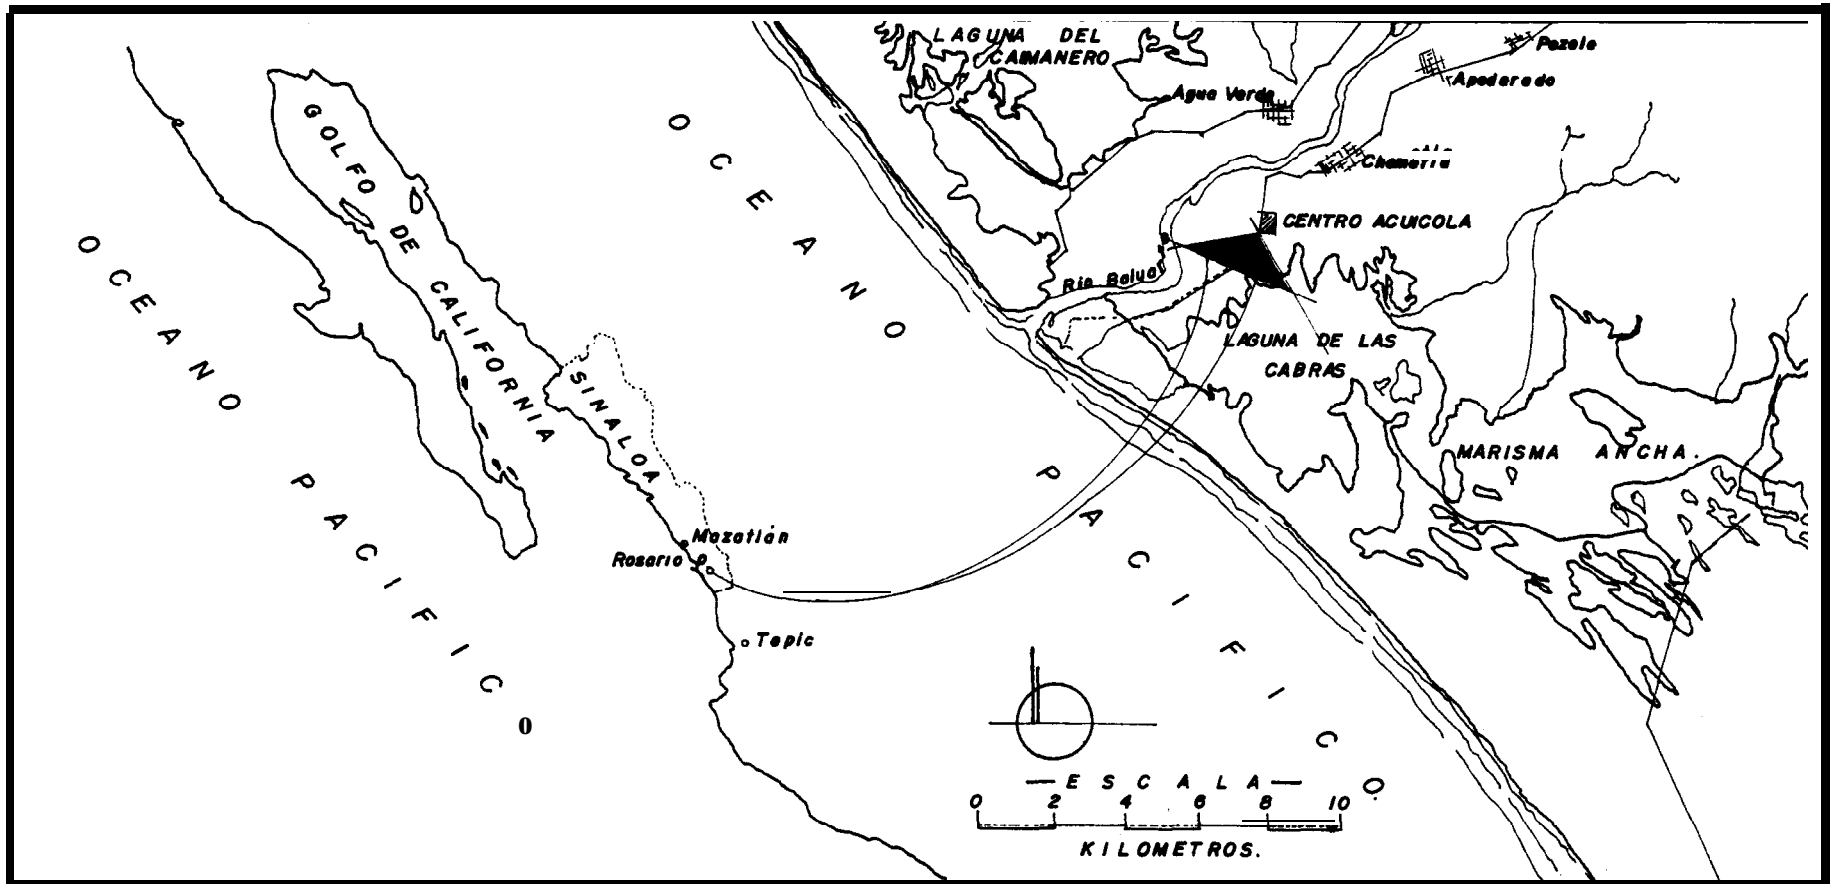 LAGUNA DEL
CAIMANERO
Pozole
Apoderado
Agua Verde
Chametla
CENTRO ACUICOLA
Rio Baluarte
LAGUNA DE LAS
CABRAS
MARISMA ANCHA.
OCEANO PACIFICO.
GOLFO DE CALIFORNIA
OCEANO PACIFICO
SINALOA
Mazatlán
Rosario
Tepic
ESCALA
0 2 4 6 8 10
KILOMETROS.